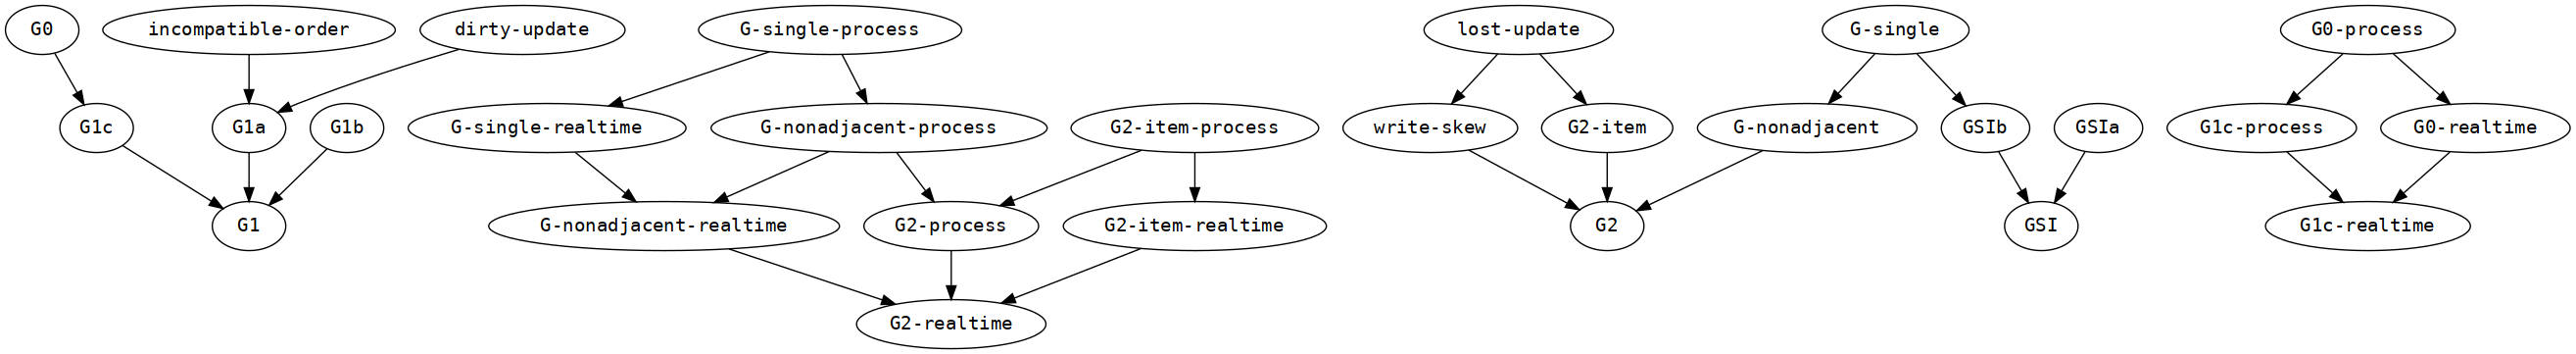 G0
incompatible-order
dirty-update
G-single-process
lost-update
G-single
G0-process
G1c
G1a
G1b
G-single-realtime
G-nonadjacent-process
G2-item-process
write-skew
G2-item
G-nonadjacent
GSIb
GSIa
G1c-process
G0-realtime
G1
G-nonadjacent-realtime
G2-process
G2-item-realtime
G2
GSI
G1c-realtime
G2-realtime